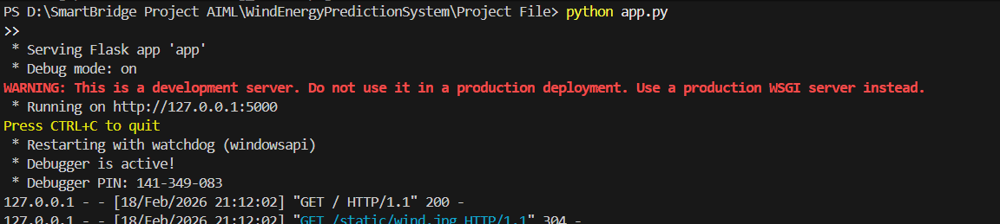 PS D:\SmartBridge Project AIML\WindEnergyPredictionSystem\Project File> python app.py
>>
 * Serving Flask app 'app'
 * Debug mode: on
WARNING: This is a development server. Do not use it in a production deployment. Use a production WSGI server instead.
 * Running on http://127.0.0.1:5000
Press CTRL+C to quit
 * Restarting with watchdog (windowsapi)
 * Debugger is active!
 * Debugger PIN: 141-349-083
127.0.0.1 - - [18/Feb/2026 21:12:02] "GET / HTTP/1.1" 200 -
127.0.0.1 - - [18/Feb/2026 21:12:02] "GET /static/wind.jpg HTTP/1.1" 304 -